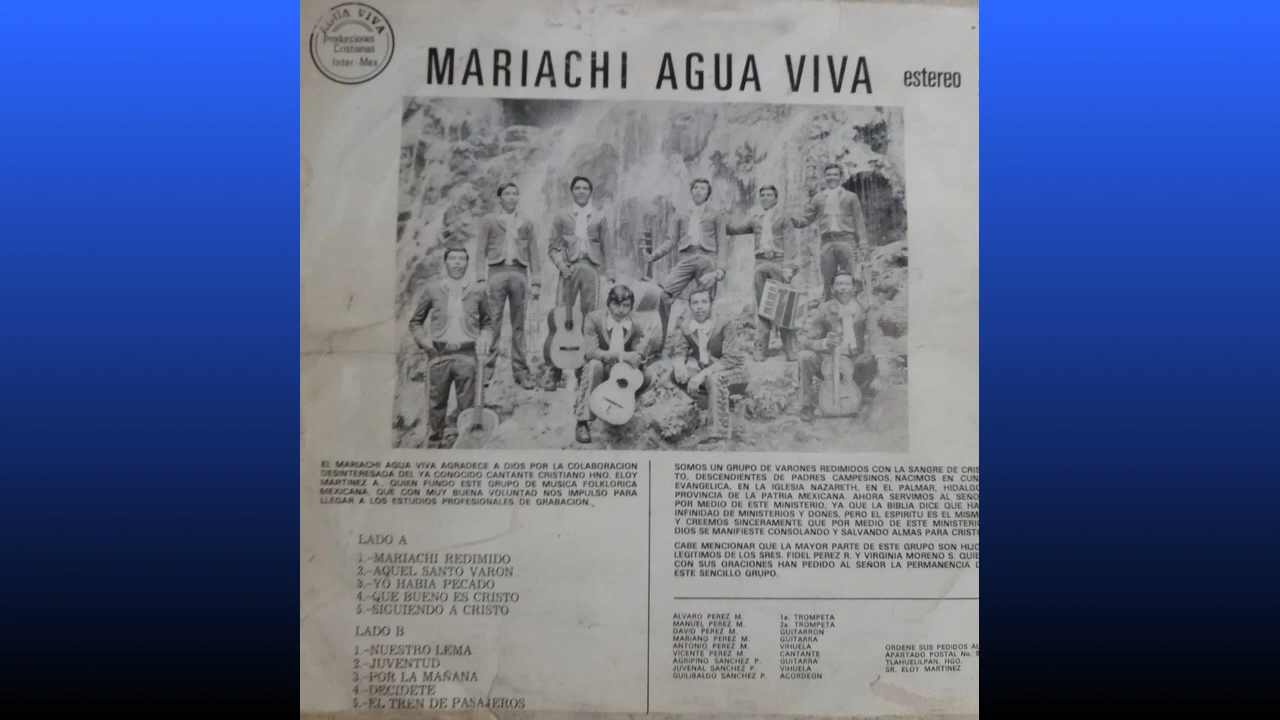 AGUA VIVA
Producciones
Cristianas
Inter-Mex.
MARIACHI AGUA VIVA
estereo
EL MARIACHI AGUA VIVA AGRADECE A DIOS POR LA COLABORACION
DESINTERESADA DEL YA CONOCIDO CANTANTE CRISTIANO HNO. ELOY
MARTINEZ A., QUIEN FUNDO ESTE GRUPO DE MUSICA FOLKLORICA
MEXICANA, QUE CON MUY BUENA VOLUNTAD NOS IMPULSO PARA
LLEGAR A LOS ESTUDIOS PROFESIONALES DE GRABACION.,
LADO A
1.-MARIACHI REDIMIDO
2.-AQUEL SANTO VARON
3.-YO HABIA PECADO
4.-QUE BUENO ES CRISTO
5.-SIGUIENDO A CRISTO
LADO B
1.-NUESTRO LEMA
2.-JUVENTUD
3.-POR LA MAÑANA
4.-DECIDETE
5.-EL TREN DE PASAJEROS
SOMOS UN GRUPO DE VARONES REDIMIDOS CON LA SANGRE DE CRIS
TO, DESCENDIENTES DE PADRES CAMPESINOS, NACIMOS EN CUN
EVANGELICA, EN LA IGLESIA NAZARETH, EN EL PALMAR, HIDALGO
PROVINCIA DE LA PATRIA MEXICANA. AHORA SERVIMOS AL SEÑO
POR MEDIO DE ESTE MINISTERIO, YA QUE LA BIBLIA DICE QUE HA
INFINIDAD DE MINISTERIOS Y DONES, PERO EL ESPIRITU ES EL MISM
Y CREEMOS SINCERAMENTE QUE POR MEDIO DE ESTE MINISTERIO
DIOS SE MANIFIESTE CONSOLANDO Y SALVANDO ALMAS PARA CRISTO
CABE MENCIONAR QUE LA MAYOR PARTE DE ESTE GRUPO SON HIJO
LEGITIMOS DE LOS SRES. FIDEL PEREZ R. Y VIRGINIA MORENO S. QUIE
CON SUS ORACIONES HAN PEDIDO AL SEÑOR LA PERMANENCIA D
ESTE SENCILLO GRUPO.
ALVARO PEREZ M. 1a. TROMPETA
MANUEL PEREZ M. 2a. TROMPETA
DAVID PEREZ M. GUITARRON
MARIANO PEREZ M. GUITARRA
ANTONIO PEREZ M. VIHUELA
VICENTE PEREZ M. CANTANTE
AGRIPINO SANCHEZ P. GUITARRA
JUVENAL SANCHEZ P. VIHUELA
GUILIBALDO SANCHEZ P. ACORDEON
ORDENE SUS PEDIDOS AL
APARTADO POSTAL No.
TLAHUELILPAN, HGO.
SR. ELOY MARTINEZ